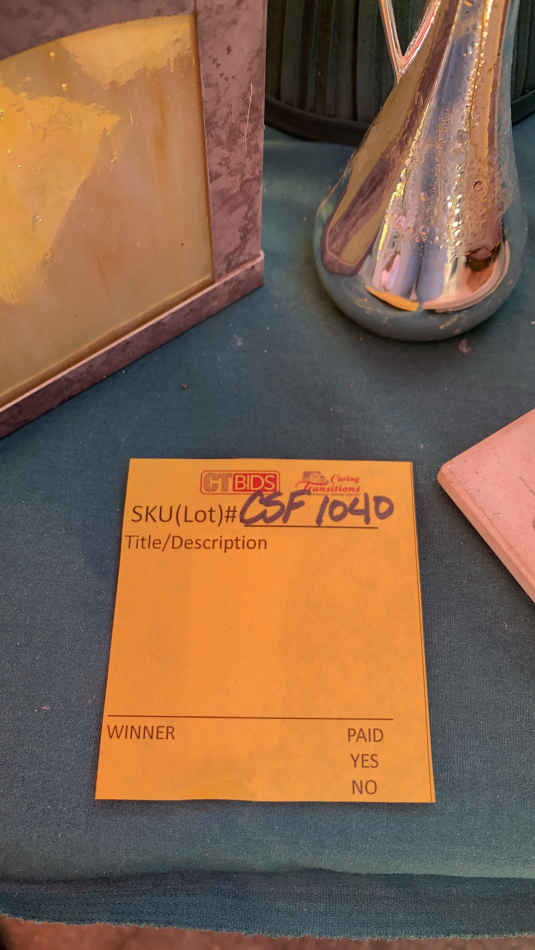 CTBIDS Caring Transitions
SKU(Lot)# CSF 1040
Title/Description
WINNER PAID
YES
NO